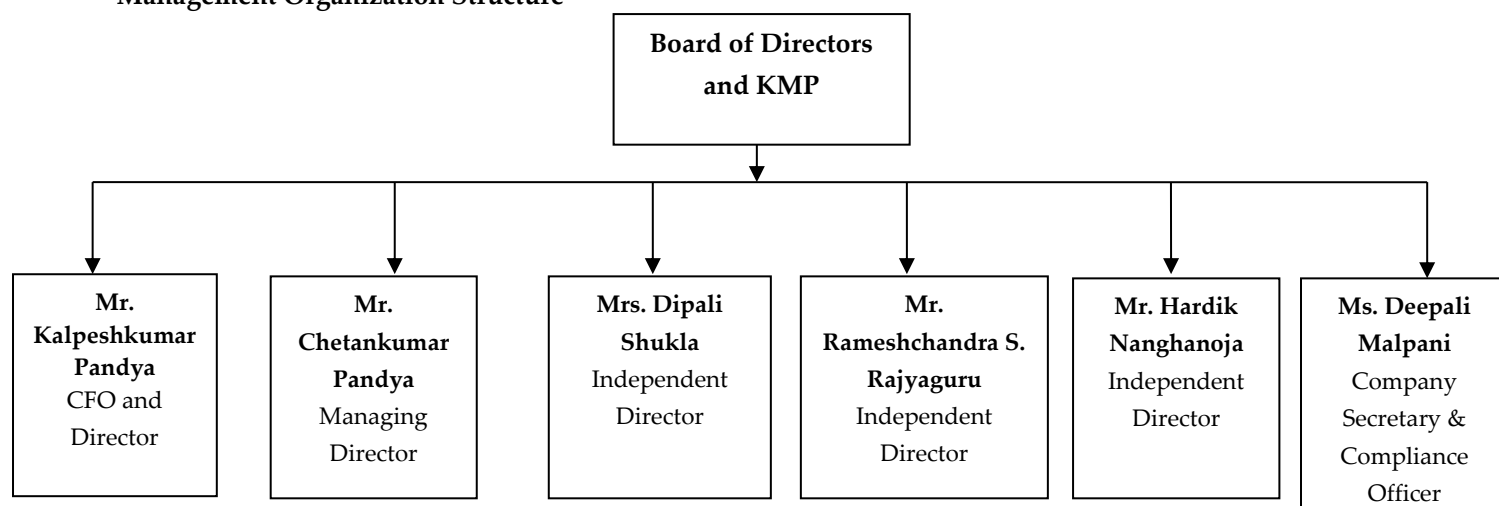 Management Organization Structure
Board of Directors
and KMP
Mr.
Kalpeshkumar
Pandya
CFO and
Director
Mr.
Chetankumar
Pandya
Managing
Director
Mrs. Dipali
Shukla
Independent
Director
Mr.
Rameshchandra S.
Rajyaguru
Independent
Director
Mr. Hardik
Nanghanoja
Independent
Director
Ms. Deepali
Malpani
Company
Secretary &
Compliance
Officer